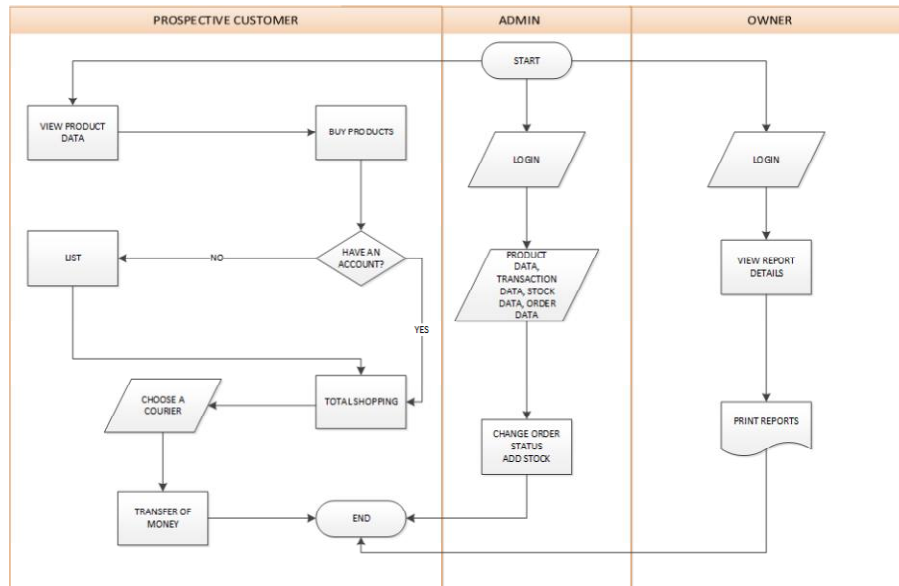 PROSPECTIVE CUSTOMER
ADMIN
OWNER
START
VIEW PRODUCT
DATA
BUY PRODUCTS
LOGIN
LOGIN
LIST
NO
HAVE AN
ACCOUNT?
PRODUCT
DATA,
TRANSACTION
DATA, STOCK
DATA, ORDER
DATA
VIEW REPORT
DETAILS
YES
CHOOSE A
COURIER
TOTAL SHOPPING
CHANGE ORDER
STATUS
ADD STOCK
PRINT REPORTS
TRANSFER OF
MONEY
END